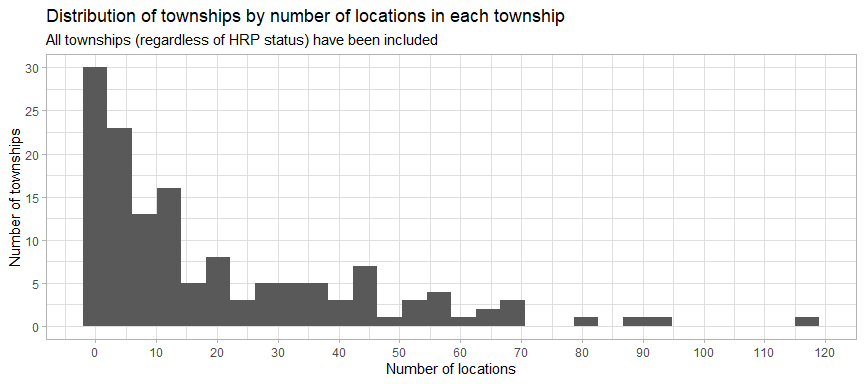 Distribution of townships by number of locations in each township
All townships (regardless of HRP status) have been included
Number of townships
30
25
20
15
10
5
0
0 10 20 30 40 50 60 70 80 90 100 110 120
Number of locations